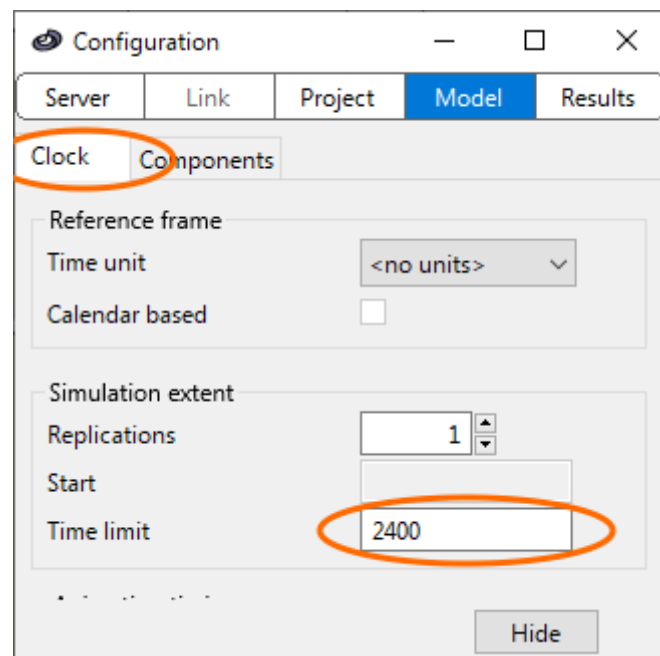 Configuration
Server Link Project Model Results
Clock Components
Reference frame
Time unit <no units>
Calendar based
Simulation extent
Replications 1
Start
Time limit 2400
Hide